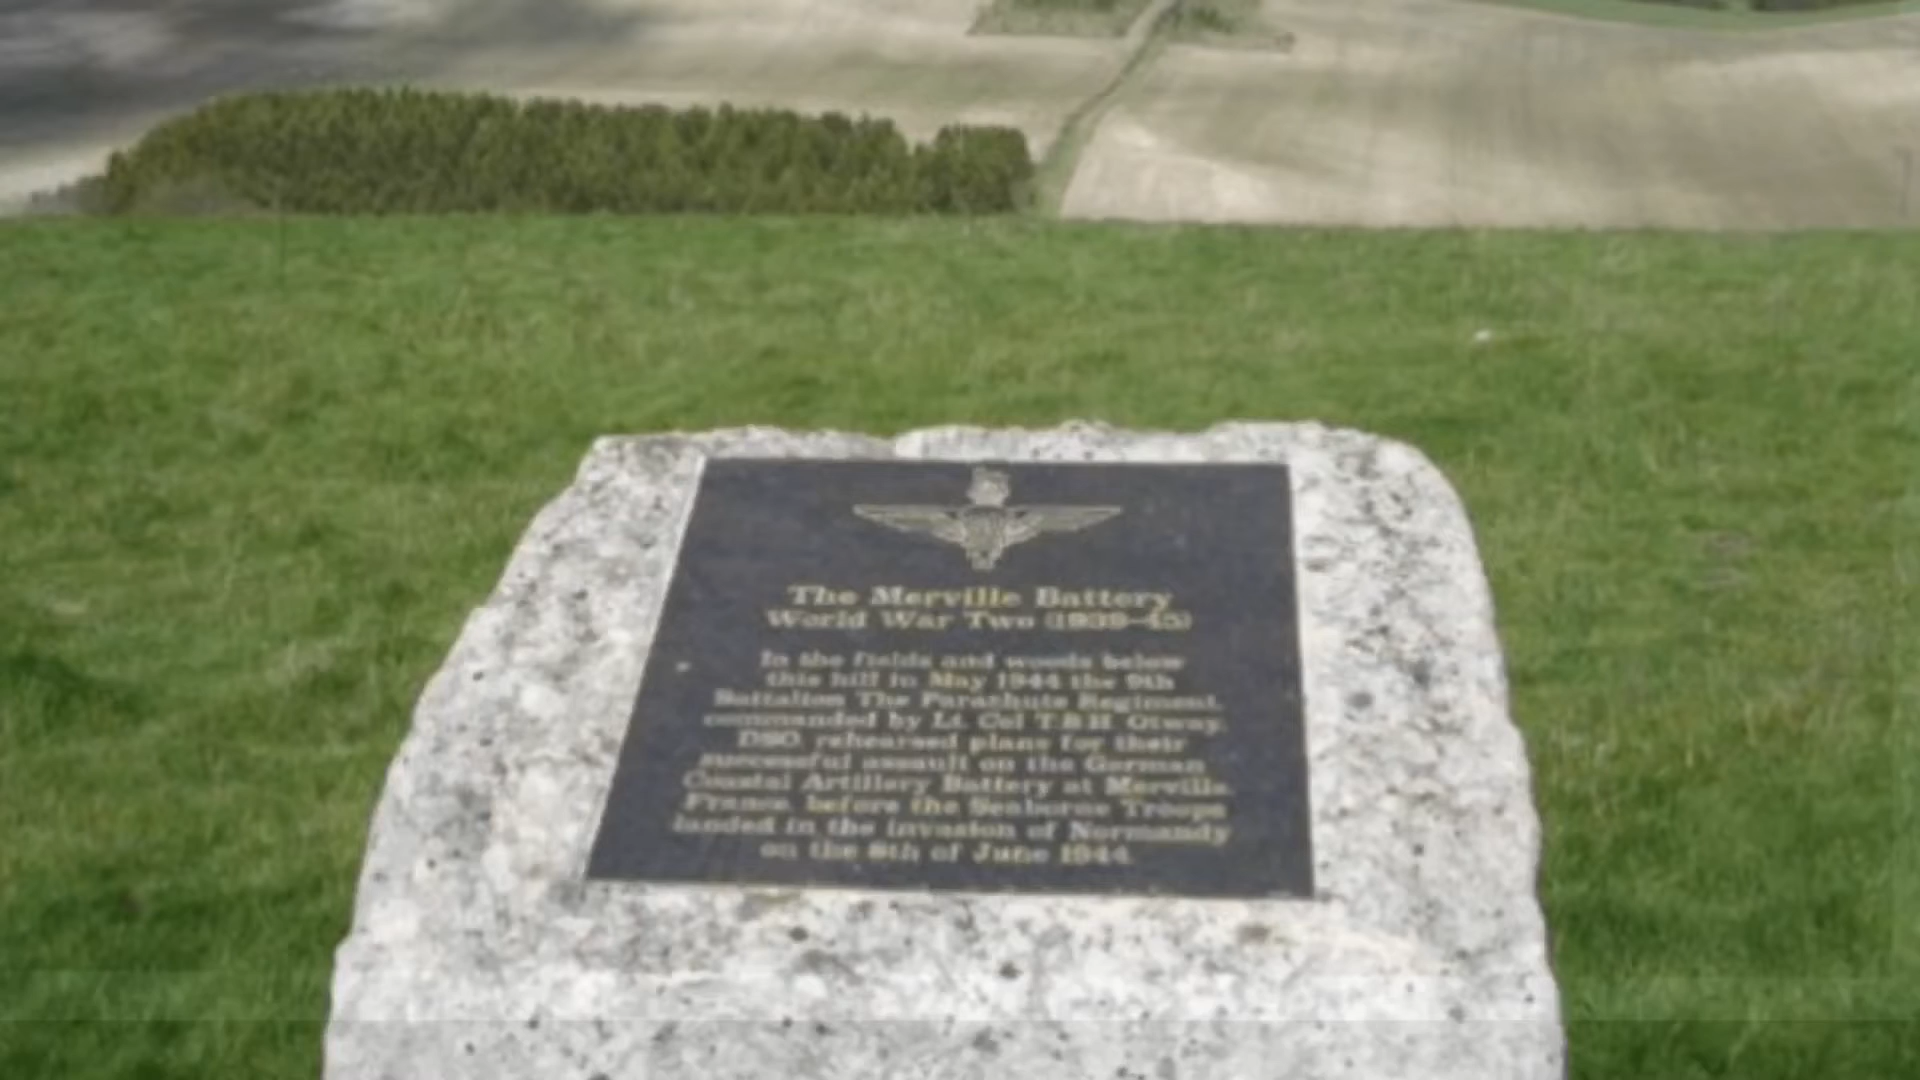 The Merville Battery
World War Two (1939-45)
In the fields and woods below
this hill in May 1944 the 9th
Battalion The Parachute Regiment,
commanded by Lt. Col T.B.H. Otway,
DSO, rehearsed plans for their
successful assault on the German
Coastal Artillery Battery at Merville,
France, before the Seaborne Troops
landed in the invasion of Normandy
on the 6th of June 1944.